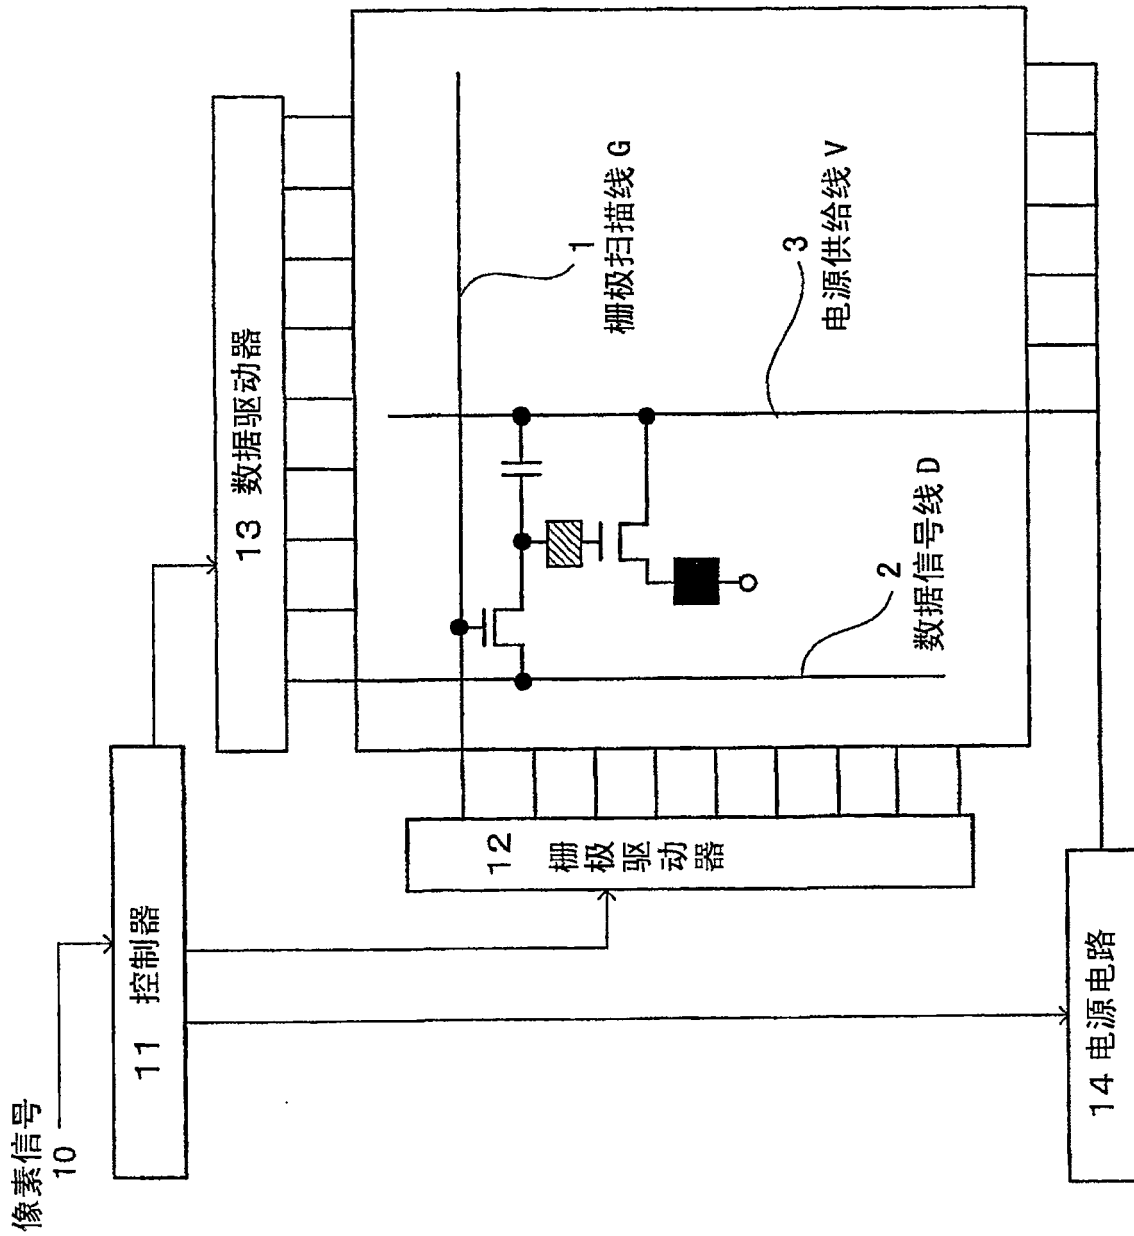 像素信号
10
11 控制器
13 数据驱动器
12
栅极驱动器
14 电源电路
1
栅极扫描线 G
2
数据信号线 D
3
电源供给线 V